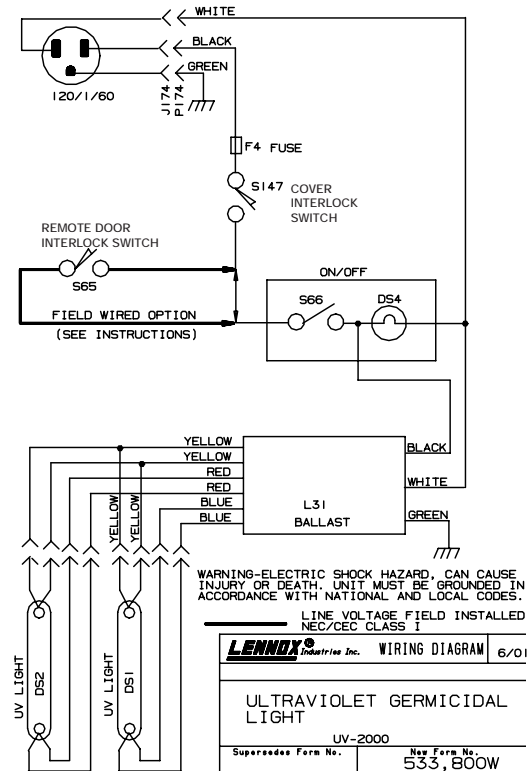 WHITE
BLACK
GREEN
120/1/60
J174
P174
F4 FUSE
S147 COVER
INTERLOCK
SWITCH
REMOTE DOOR
INTERLOCK SWITCH
S65
ON/OFF
S66 DS4
FIELD WIRED OPTION
(SEE INSTRUCTIONS)
YELLOW
YELLOW
RED
RED
BLUE
BLUE
BLACK
WHITE
GREEN
L31
BALLAST
YELLOW
YELLOW
WARNING-ELECTRIC SHOCK HAZARD, CAN CAUSE
INJURY OR DEATH. UNIT MUST BE GROUNDED IN
ACCORDANCE WITH NATIONAL AND LOCAL CODES.
LINE VOLTAGE FIELD INSTALLED
NEC/CEC CLASS I
UV LIGHT
DS2
UV LIGHT
DS1
LENNOX® Industries Inc. WIRING DIAGRAM 6/01
ULTRAVIOLET GERMICIDAL
LIGHT
UV-2000
Supersedes Form No. New Form No.
533,800W